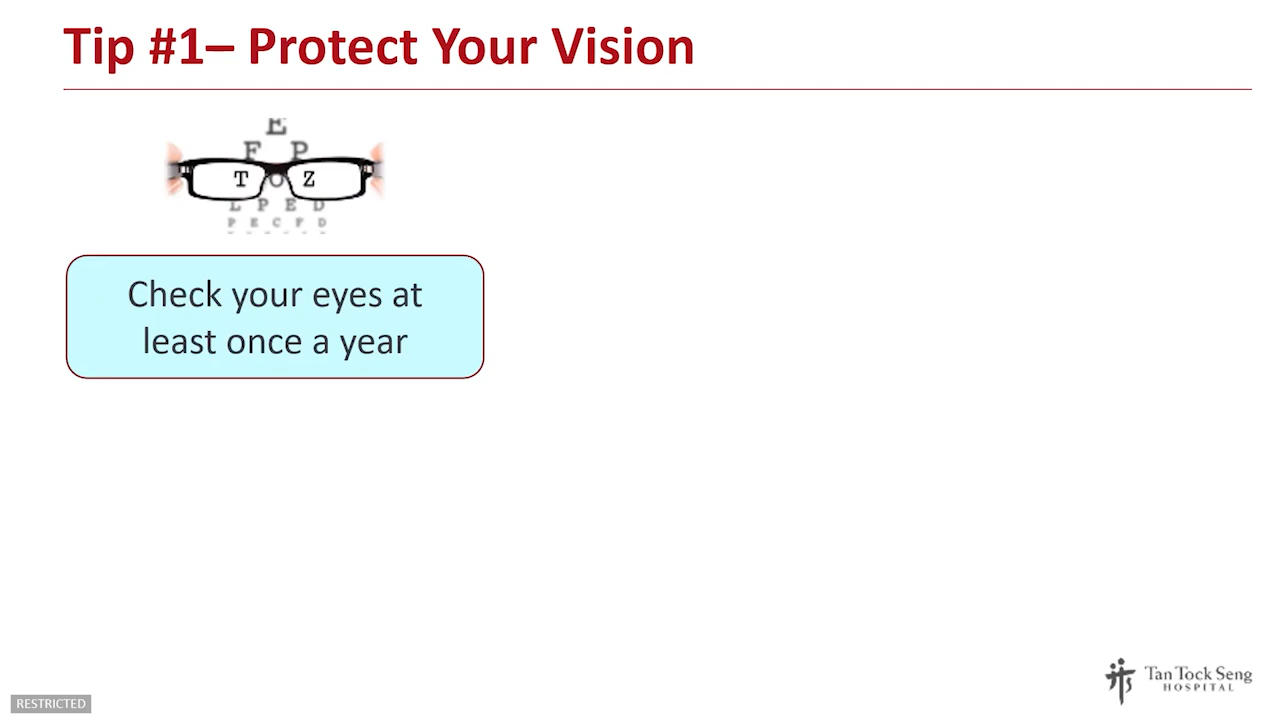 Tip #1– Protect Your Vision
E
F P
T O Z
L P E D
P E C F D
Check your eyes at
least once a year
RESTRICTED
Tan Tock Seng
HOSPITAL